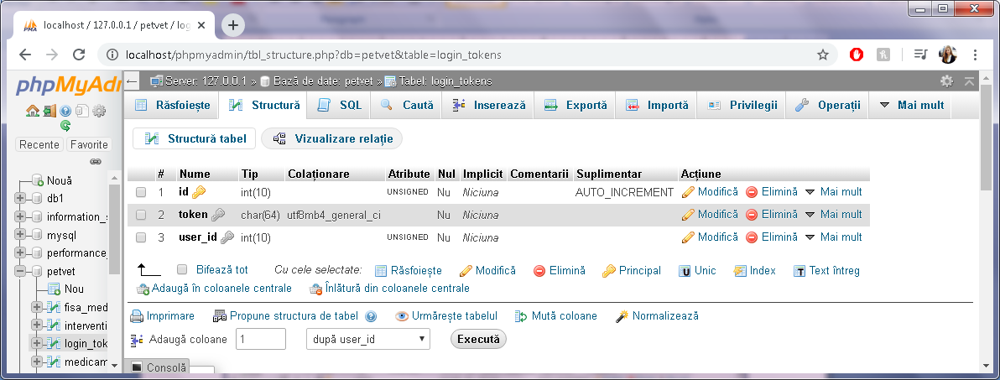 localhost / 127.0.0.1 / petvet / log
localhost/phpmyadmin/tbl_structure.php?db=petvet&table=login_tokens
phpMyAdm
Recente Favorite
Nouă
db1
information_s
mysql
performance_
petvet
Nou
fisa_med
interventi
login_tok
medicam
Server: 127.0.0.1 » Bază de date: petvet » Tabel: login_tokens
Răsfoiește Structură SQL Caută Inserează Exportă Importă Privilegii Operații Mai mult
Structură tabel Vizualizare relație
# Nume Tip Colaționare Atribute Nul Implicit Comentarii Suplimentar Acțiune
1 id int(10) UNSIGNED Nu Niciuna AUTO_INCREMENT Modifică Elimină Mai mult
2 token char(64) utf8mb4_general_ci Nu Niciuna Modifică Elimină Mai mult
3 user_id int(10) UNSIGNED Nu Niciuna Modifică Elimină Mai mult
Bifează tot Cu cele selectate: Răsfoiește Modifică Elimină Principal Unic Index Text întreg
Adaugă în coloanele centrale Înlătură din coloanele centrale
Imprimare Propune structura de tabel Urmărește tabelul Mută coloane Normalizează
Adaugă coloane 1 după user_id Execută
Consolă